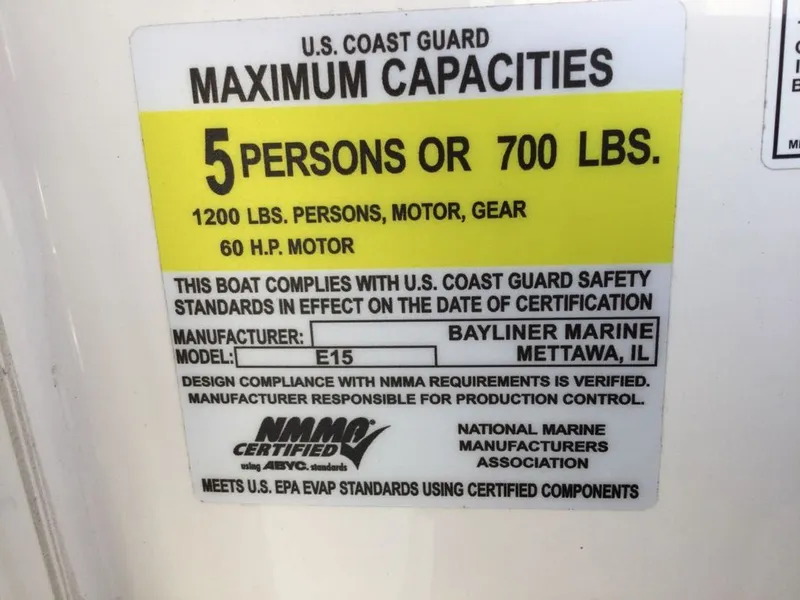 U.S. COAST GUARD
MAXIMUM CAPACITIES
5 PERSONS OR 700 LBS.
1200 LBS. PERSONS, MOTOR, GEAR
60 H.P. MOTOR
THIS BOAT COMPLIES WITH U.S. COAST GUARD SAFETY
STANDARDS IN EFFECT ON THE DATE OF CERTIFICATION
MANUFACTURER: BAYLINER MARINE
MODEL: E15 METTAWA, IL
DESIGN COMPLIANCE WITH NMMA REQUIREMENTS IS VERIFIED.
MANUFACTURER RESPONSIBLE FOR PRODUCTION CONTROL.
NMMA®
CERTIFIED
using ABYC. standards
NATIONAL MARINE
MANUFACTURERS
ASSOCIATION
MEETS U.S. EPA EVAP STANDARDS USING CERTIFIED COMPONENTS